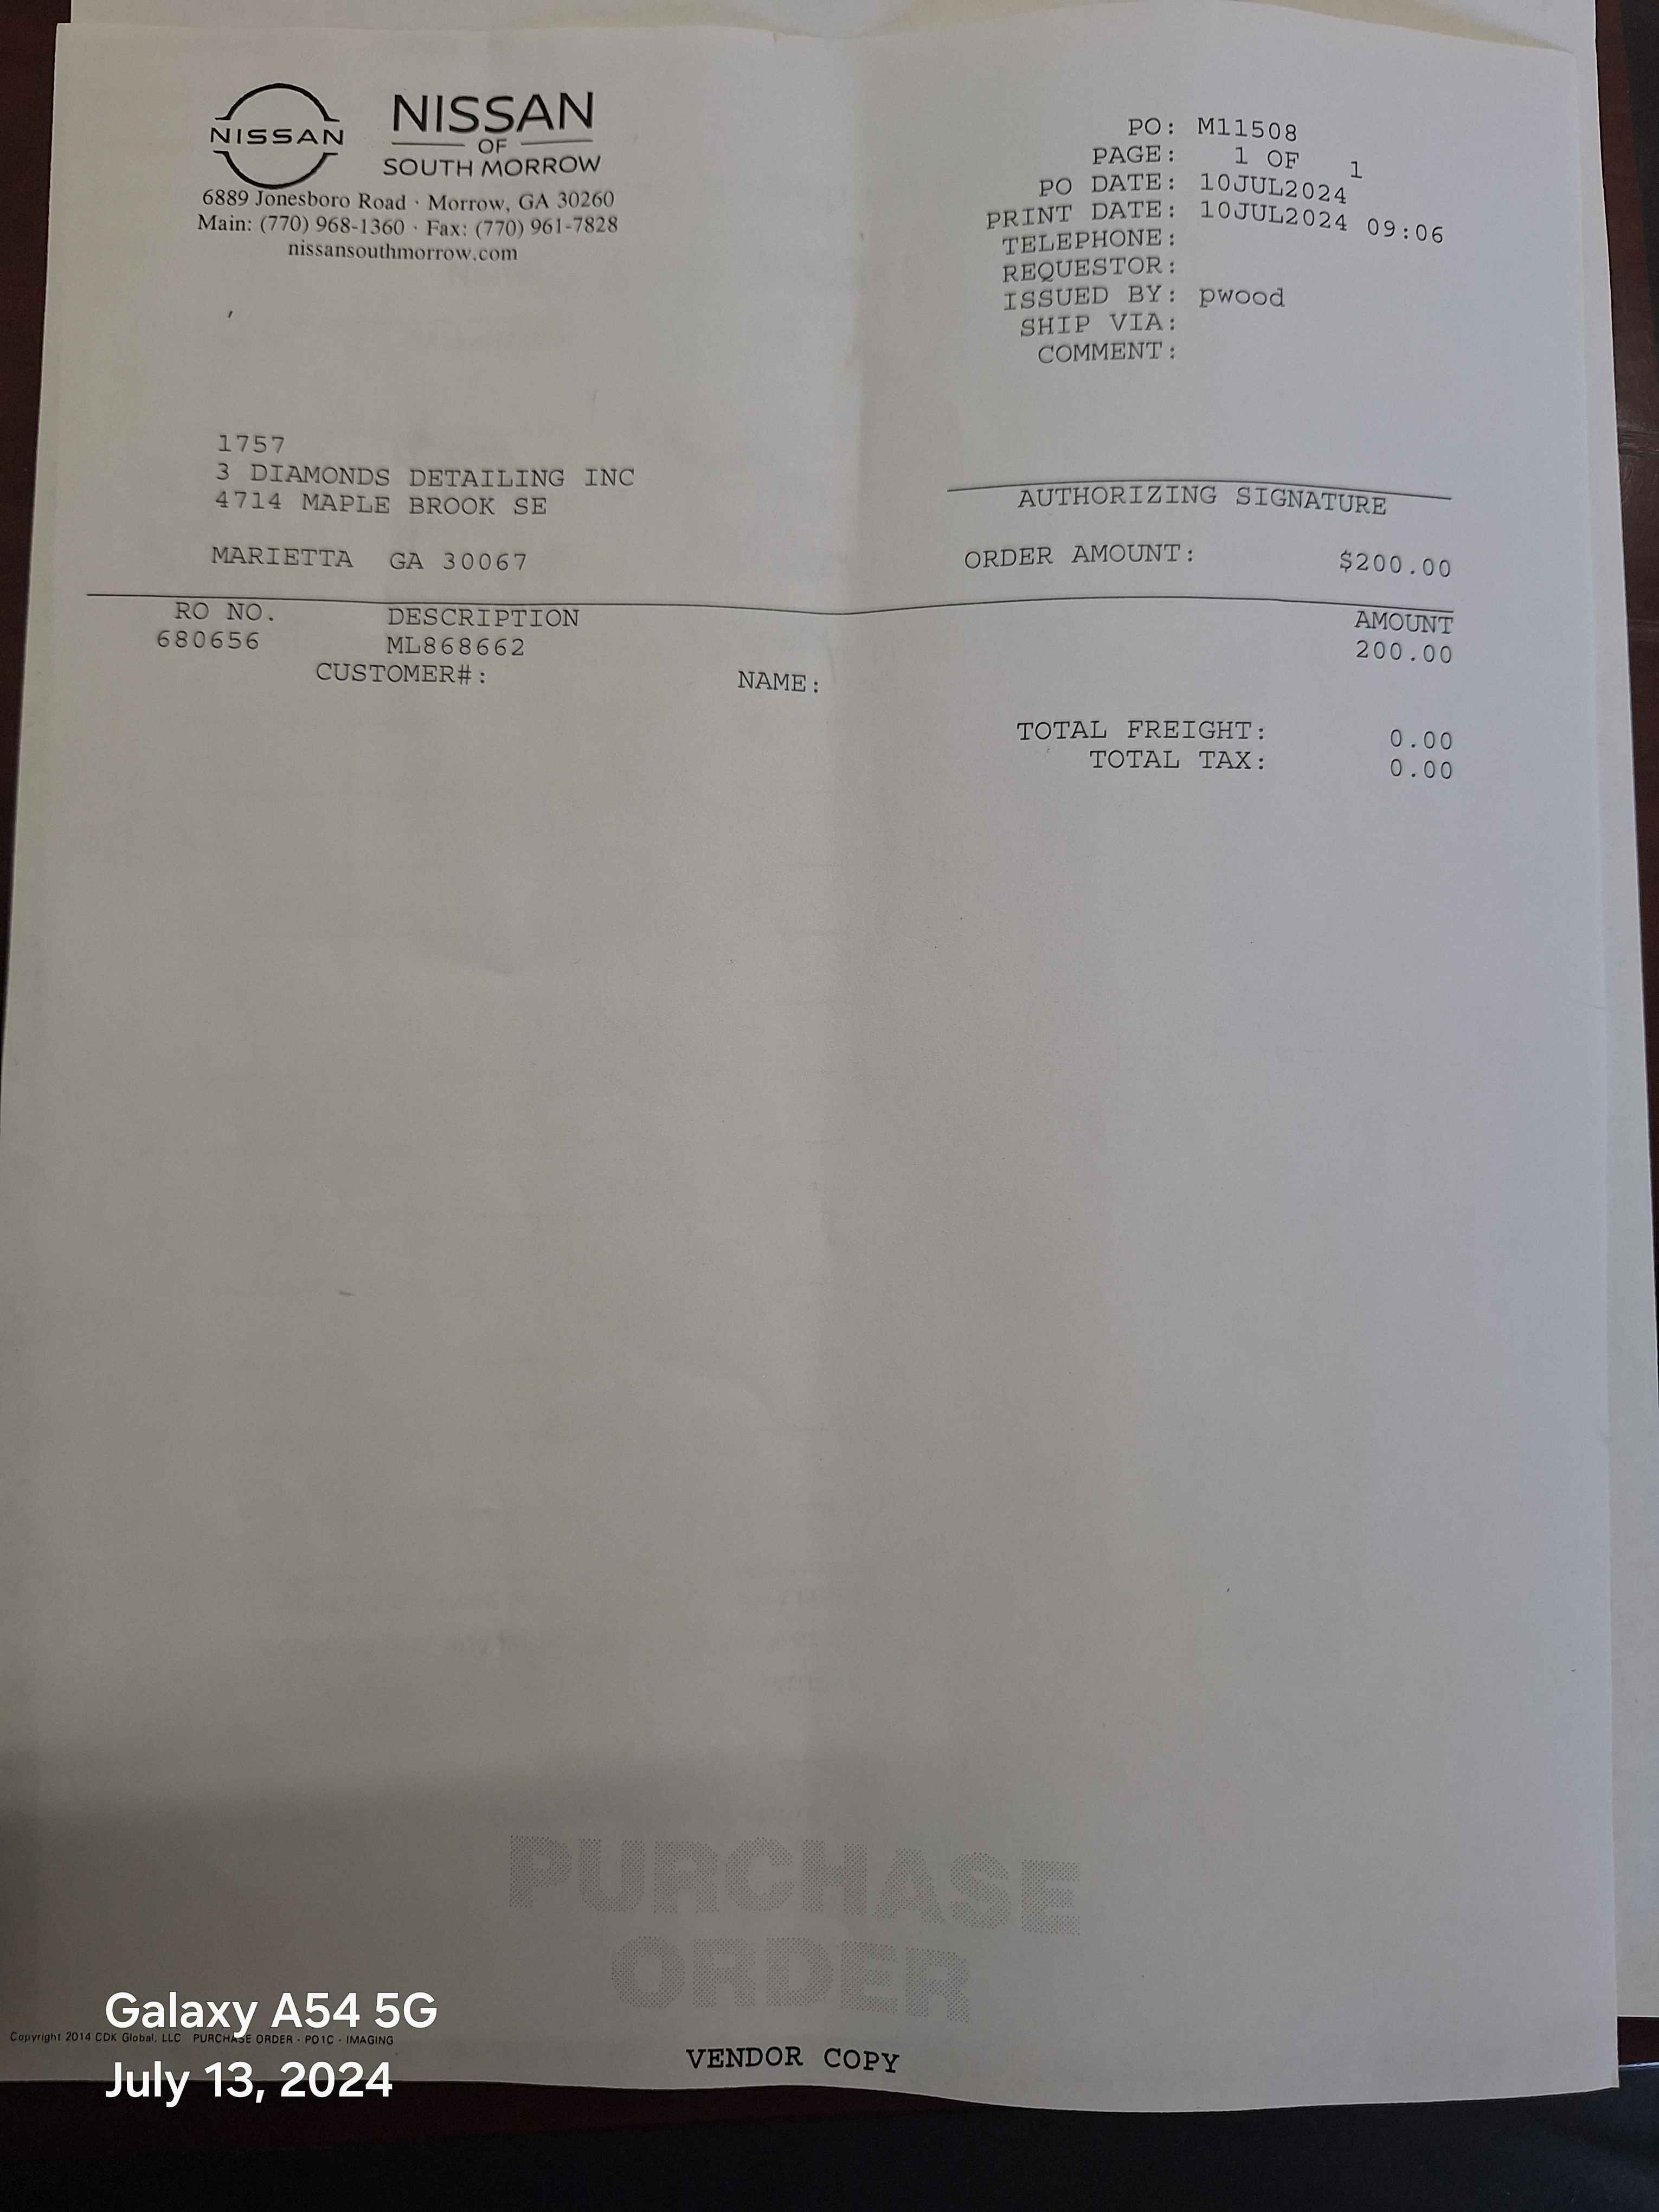 NISSAN
NISSAN
OF
SOUTH MORROW
6889 Jonesboro Road · Morrow, GA 30260
Main: (770) 968-1360 · Fax: (770) 961-7828
nissansouthmorrow.com
PO: M11508
PAGE: 1 OF 1
PO DATE: 10JUL2024
PRINT DATE: 10JUL2024 09:06
TELEPHONE:
REQUESTOR:
ISSUED BY: pwood
SHIP VIA:
COMMENT:
1757
3 DIAMONDS DETAILING INC
4714 MAPLE BROOK SE
MARIETTA GA 30067
AUTHORIZING SIGNATURE
ORDER AMOUNT: $200.00
RO NO. DESCRIPTION AMOUNT
680656 ML868662 200.00
CUSTOMER#: NAME:
TOTAL FREIGHT: 0.00
TOTAL TAX: 0.00
PURCHASE
ORDER
Galaxy A54 5G
Copyright 2014 CDK Global, LLC PURCHASE ORDER - PO1C - IMAGING
VENDOR COPY
July 13, 2024